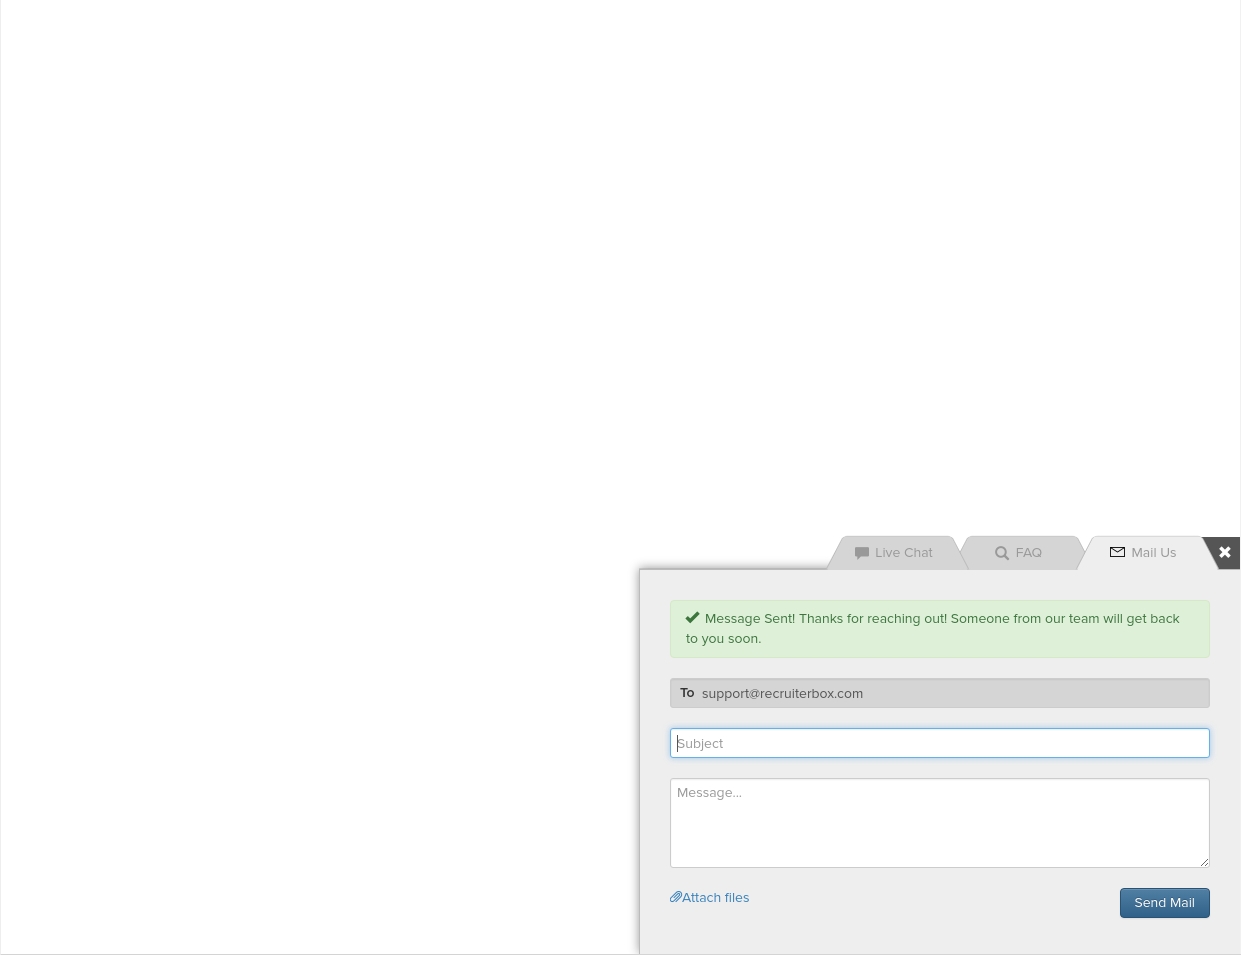 Live Chat
FAQ
Mail Us
Message Sent! Thanks for reaching out! Someone from our team will get back
to you soon.
To support@recruiterbox.com
Subject
Message...
Attach files
Send Mail